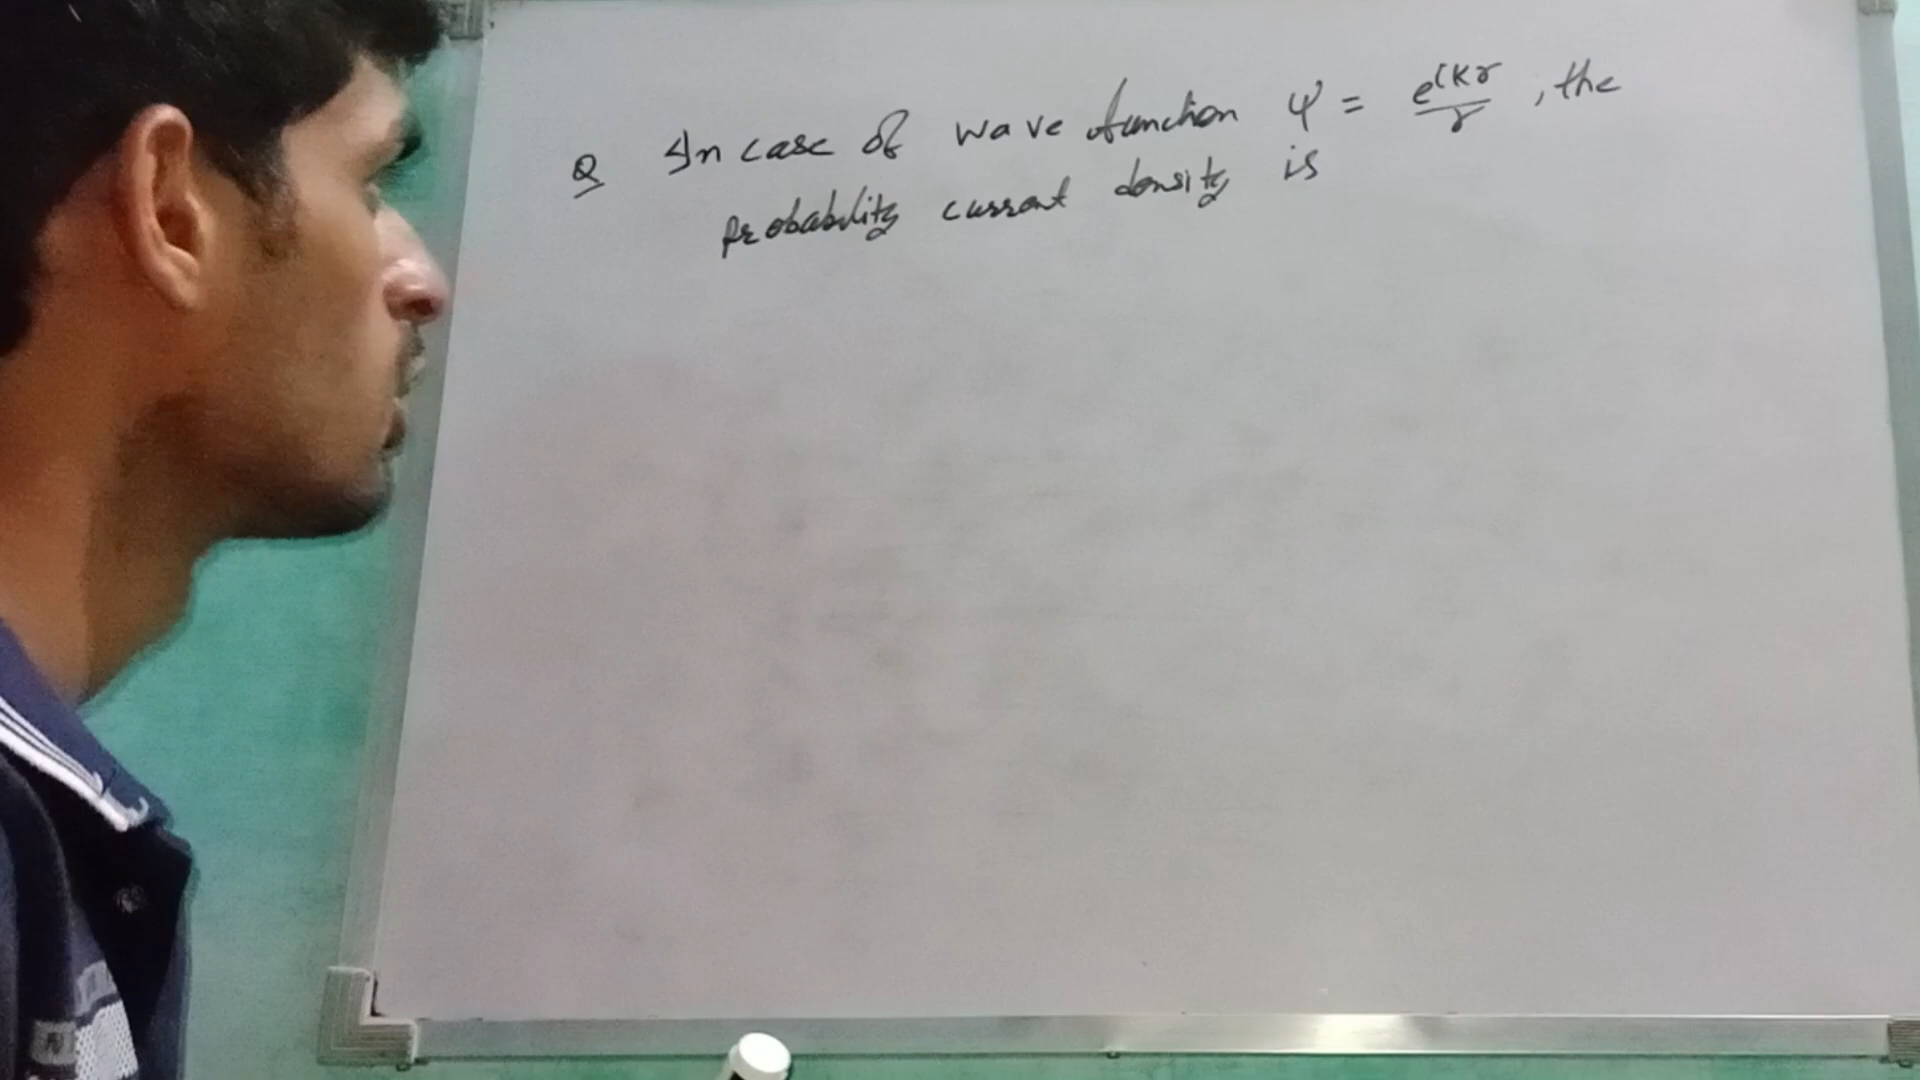 Q In case of wave function ψ = e^{ikr}/r, the
probability current density is